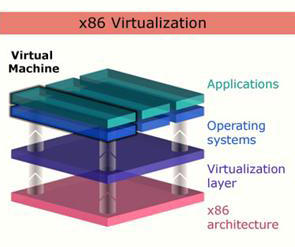 x86 Virtualization
Virtual
Machine
Applications
Operating
systems
Virtualization
layer
x86
architecture